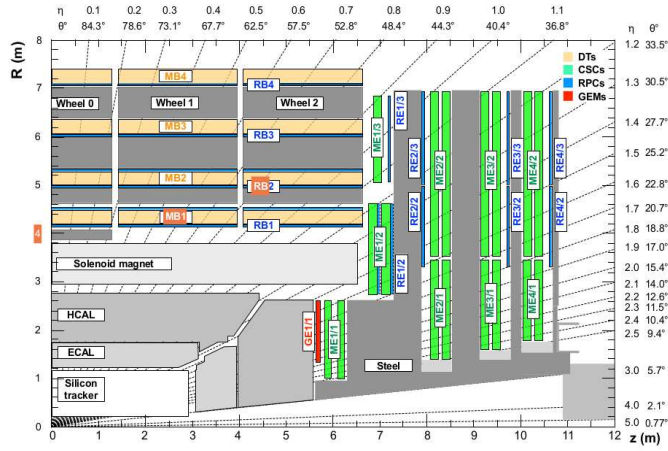 η 0.1 0.2 0.3 0.4 0.5 0.6 0.7 0.8 0.9 1.0 1.1 η θ°
θ° 84.3° 78.6° 73.1° 67.7° 62.5° 57.5° 52.8° 48.4° 44.3° 40.4° 36.8°
R (m)
8
7
6
5
4
3
2
1
0
1.2 33.5°
1.3 30.5°
1.4 27.7°
1.5 25.2°
1.6 22.8°
1.7 20.7°
1.8 18.8°
1.9 17.0°
2.0 15.4°
2.1 14.0°
2.2 12.6°
2.3 11.5°
2.4 10.4°
2.5 9.4°
3.0 5.7°
4.0 2.1°
5.0 0.77°
DTs
CSCs
RPCs
GEMs
MB4
RB4
Wheel 0
Wheel 1
Wheel 2
MB3
RB3
MB2
RB2
MB1
RB1
Solenoid magnet
HCAL
ECAL
Silicon
tracker
Steel
GE1/1
ME1/1
ME1/2
ME1/3
RE1/3
RE1/2
RE2/3
RE2/2
ME2/2
ME2/1
ME3/2
ME3/1
RE3/3
RE3/2
ME4/2
ME4/1
RE4/3
RE4/2
0 1 2 3 4 5 6 7 8 9 10 11 12
z (m)